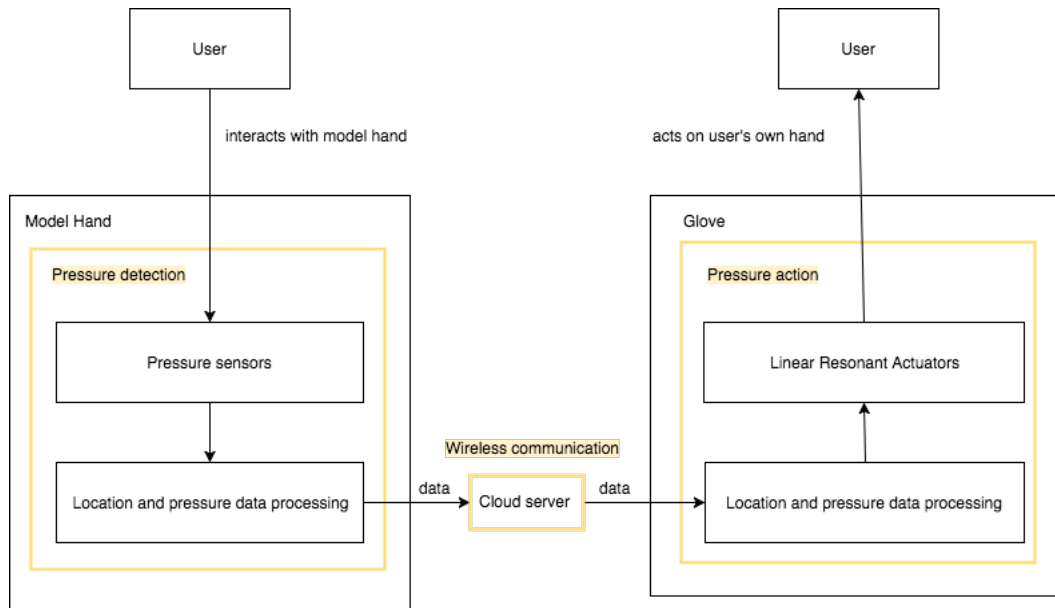 User
User
interacts with model hand
acts on user's own hand
Model Hand
Glove
Pressure detection
Pressure action
Pressure sensors
Linear Resonant Actuators
Wireless communication
Location and pressure data processing
data
Cloud server
data
Location and pressure data processing